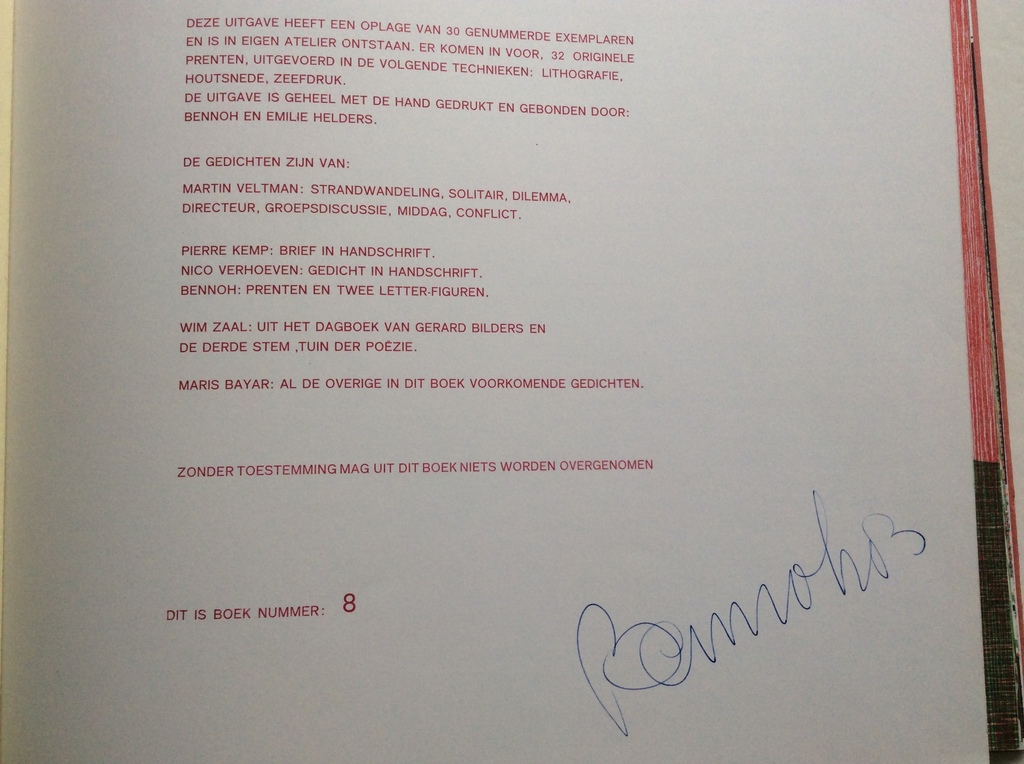 DEZE UITGAVE HEEFT EEN OPLAGE VAN 30 GENUMMERDE EXEMPLAREN
EN IS IN EIGEN ATELIER ONTSTAAN. ER KOMEN IN VOOR, 32 ORIGINELE
PRENTEN, UITGEVOERD IN DE VOLGENDE TECHNIEKEN: LITHOGRAFIE,
HOUTSNEDE, ZEEFDRUK.
DE UITGAVE IS GEHEEL MET DE HAND GEDRUKT EN GEBONDEN DOOR:
BENNOH EN EMILIE HELDERS.
DE GEDICHTEN ZIJN VAN:
MARTIN VELTMAN: STRANDWANDELING, SOLITAIR, DILEMMA,
DIRECTEUR, GROEPSDISCUSSIE, MIDDAG, CONFLICT.
PIERRE KEMP: BRIEF IN HANDSCHRIFT.
NICO VERHOEVEN: GEDICHT IN HANDSCHRIFT.
BENNOH: PRENTEN EN TWEE LETTER-FIGUREN.
WIM ZAAL: UIT HET DAGBOEK VAN GERARD BILDERS EN
DE DERDE STEM ,TUIN DER POËZIE.
MARIS BAYAR: AL DE OVERIGE IN DIT BOEK VOORKOMENDE GEDICHTEN.
ZONDER TOESTEMMING MAG UIT DIT BOEK NIETS WORDEN OVERGENOMEN
DIT IS BOEK NUMMER: 8